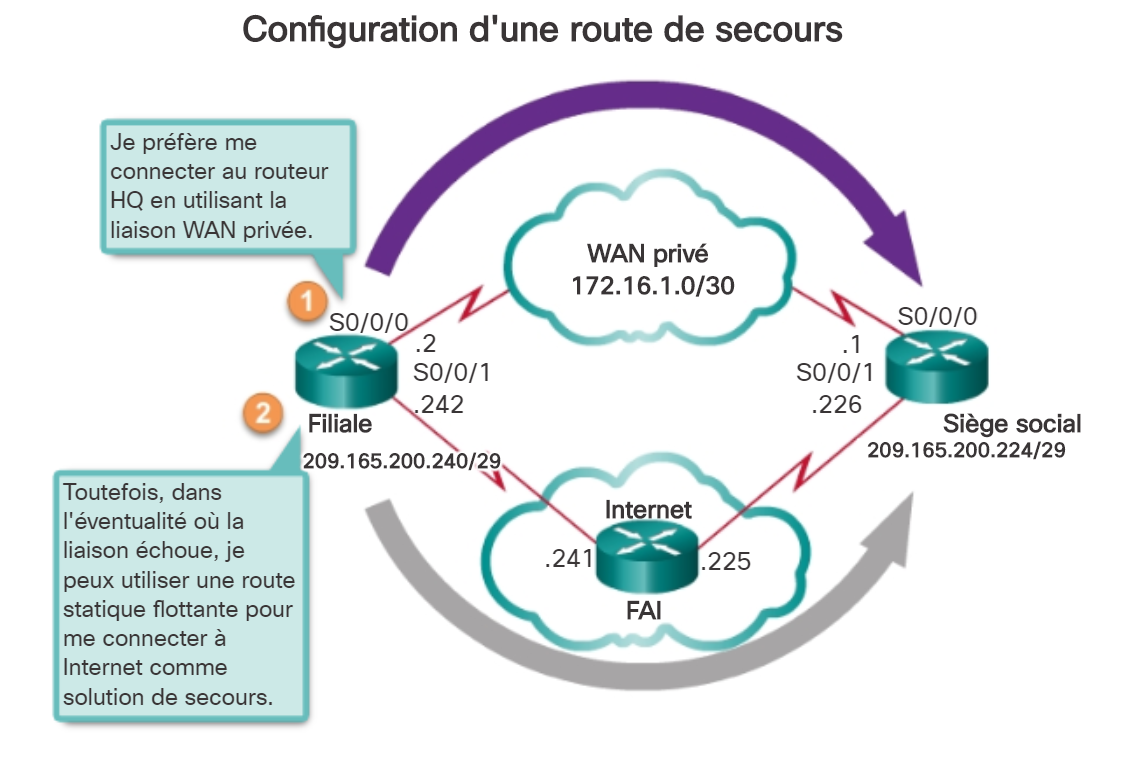 Configuration d'une route de secours
Je préfère me
connecter au routeur
HQ en utilisant la
liaison WAN privée.
WAN privé
172.16.1.0/30
1
S0/0/0
.2
S0/0/1
.242
S0/0/0
.1
S0/0/1
.226
2
Filiale
209.165.200.240/29
Siège social
209.165.200.224/29
Toutefois, dans
l'éventualité où la
liaison échoue, je
peux utiliser une route
statique flottante pour
me connecter à
Internet comme
solution de secours.
Internet
.241
.225
FAI